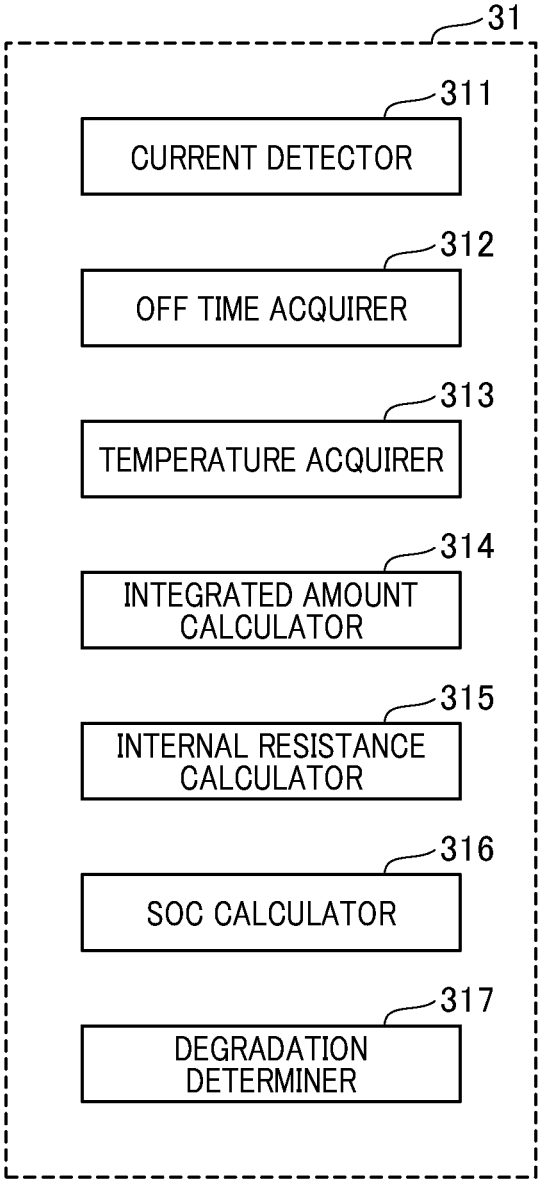 31
311
CURRENT DETECTOR
312
OFF TIME ACQUIRER
313
TEMPERATURE ACQUIRER
314
INTEGRATED AMOUNT
CALCULATOR
315
INTERNAL RESISTANCE
CALCULATOR
316
SOC CALCULATOR
317
DEGRADATION
DETERMINER